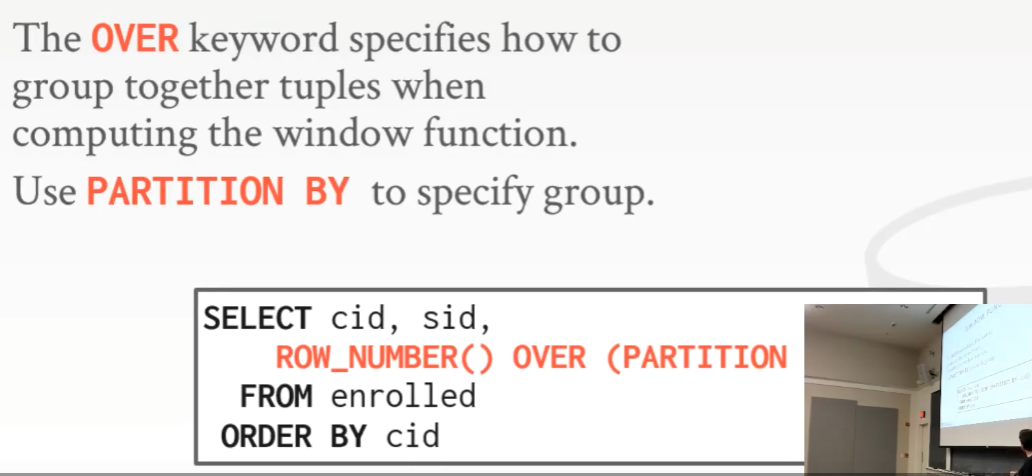 The OVER keyword specifies how to
group together tuples when
computing the window function.
Use PARTITION BY to specify group.
SELECT cid, sid,
ROW_NUMBER() OVER (PARTITION
FROM enrolled
ORDER BY cid